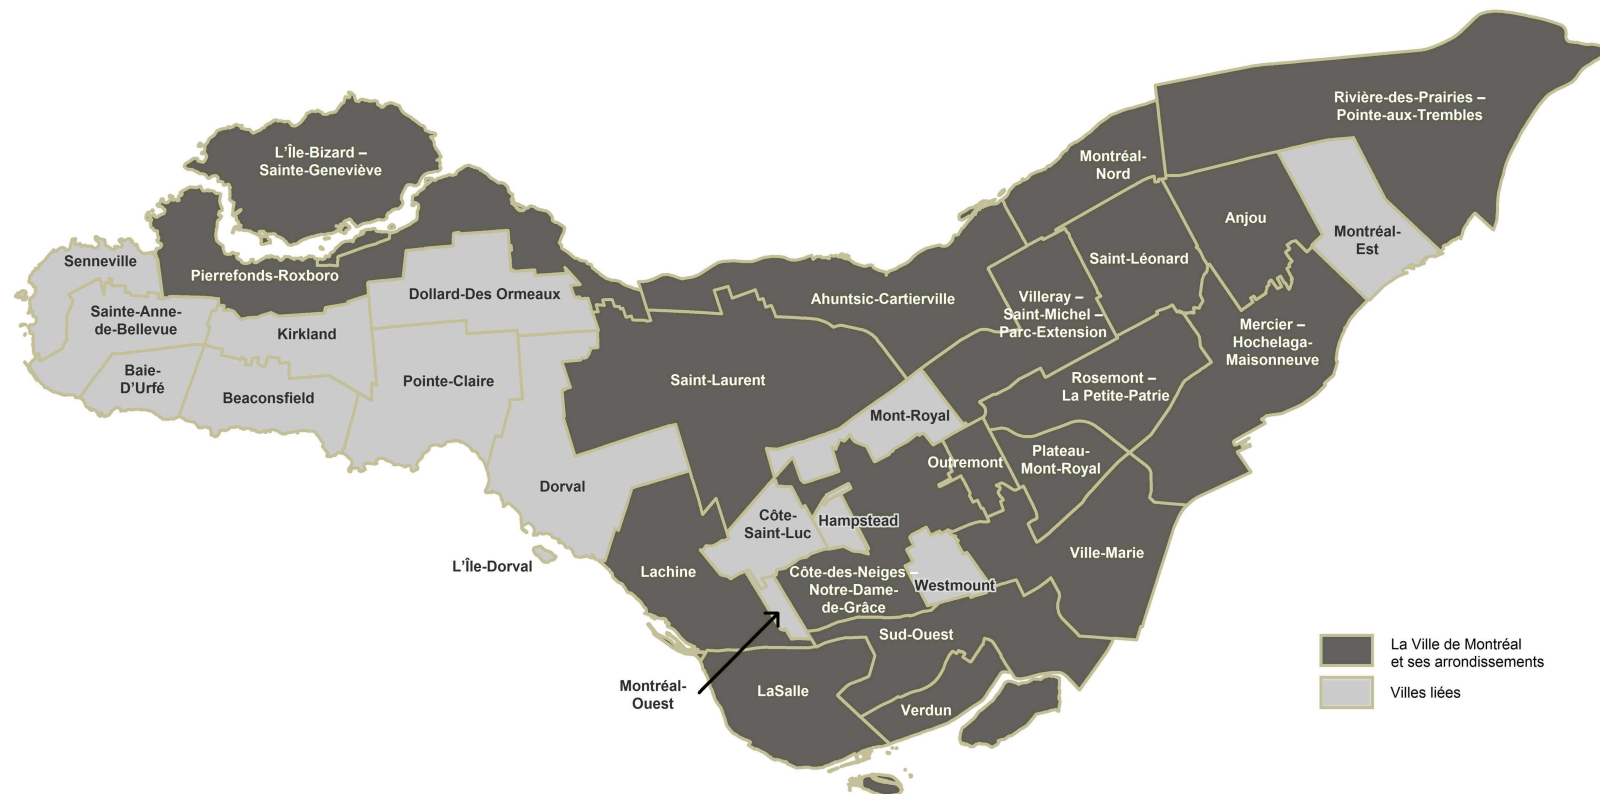 Rivière-des-Prairies –
Pointe-aux-Trembles
L'Île-Bizard –
Sainte-Geneviève
Montréal-
Nord
Anjou
Montréal-
Est
Senneville
Pierrefonds-Roxboro
Saint-Léonard
Dollard-Des Ormeaux
Ahuntsic-Cartierville
Villeray –
Saint-Michel –
Parc-Extension
Sainte-Anne-
de-Bellevue
Kirkland
Mercier –
Hochelaga-
Maisonneuve
Baie-
D'Urfé
Beaconsfield
Pointe-Claire
Saint-Laurent
Rosemont –
La Petite-Patrie
Mont-Royal
Outremont
Plateau-
Mont-Royal
Dorval
Côte-
Saint-Luc
Hampstead
Ville-Marie
L'Île-Dorval
Lachine
Côte-des-Neiges –
Notre-Dame-
de-Grâce
Westmount
Sud-Ouest
Montréal-
Ouest
LaSalle
Verdun
La Ville de Montréal
et ses arrondissements
Villes liées